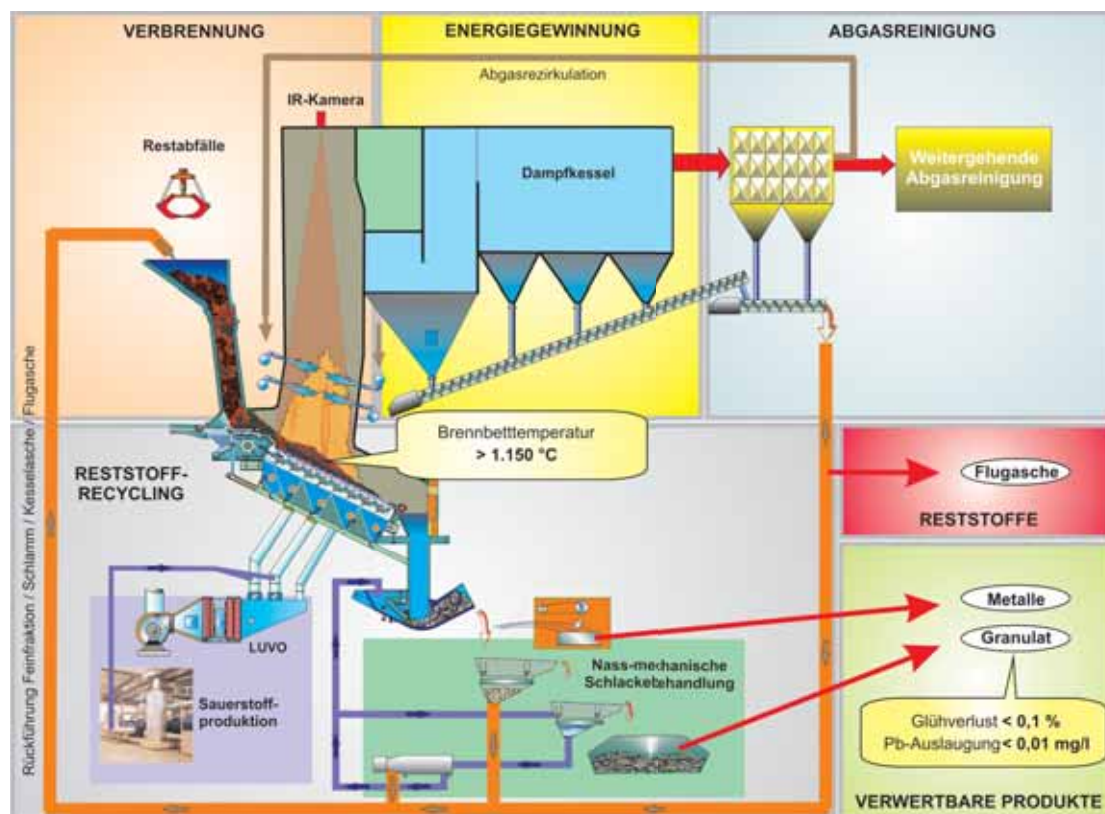 VERBRENNUNG
ENERGIEGEWINNUNG
ABGASREINIGUNG
Abgasrezirkulation
IR-Kamera
Restabfälle
Dampfkessel
Weitergehende
Abgasreinigung
Brennbetttemperatur
> 1.150 °C
Rückführung Feinfraktion / Schlamm / Kesselasche / Flugasche
RESTSTOFF-
RECYCLING
Flugasche
RESTSTOFFE
LUVO
Sauerstoff-
produktion
Nass-mechanische
Schlackebehandlung
Metalle
Granulat
Glühverlust < 0,1 %
Pb-Auslaugung < 0,01 mg/l
VERWERTBARE PRODUKTE